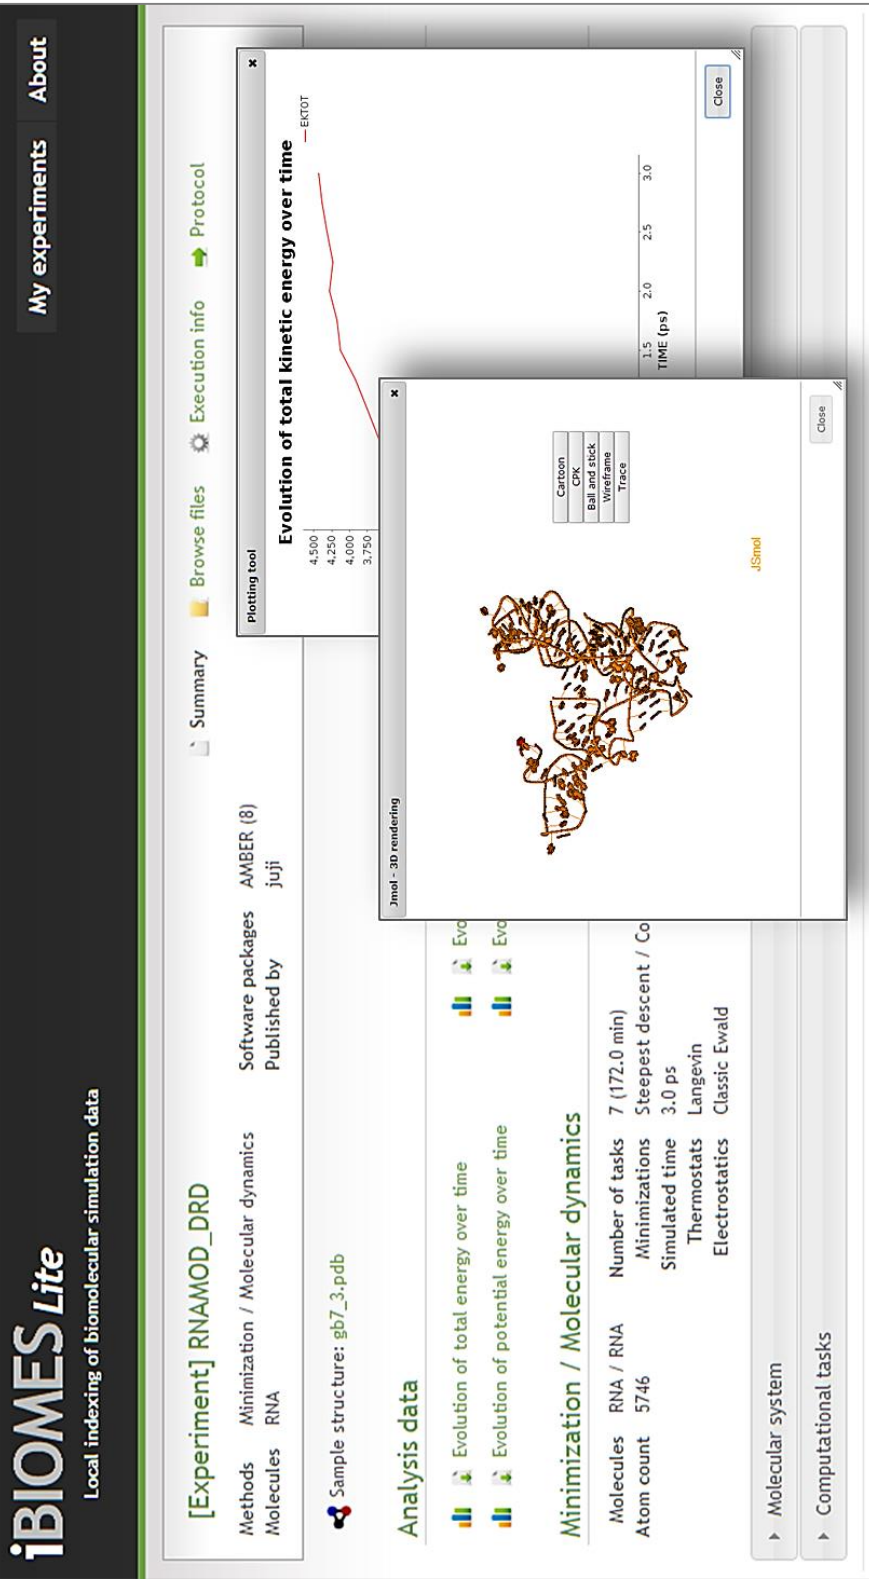 iBIOMES Lite
Local indexing of biomolecular simulation data
My experiments About
[Experiment] RNAMOD_DRD
Summary Browse files Execution info Protocol
Methods Minimization / Molecular dynamics
Molecules RNA
Software packages AMBER (8)
Published by juji
Sample structure: gb7_3.pdb
Analysis data
Evolution of total energy over time Evo
Evolution of potential energy over time Evo
Minimization / Molecular dynamics
Molecules RNA / RNA
Atom count 5746
Number of tasks 7 (172.0 min)
Minimizations Steepest descent / Co
Simulated time 3.0 ps
Thermostats Langevin
Electrostatics Classic Ewald
Molecular system
Computational tasks
Plotting tool
Evolution of total kinetic energy over time
EKTOT
4,500
4,250
4,000
3,750
1.5 2.0 2.5 3.0
TIME (ps)
Close
Jmol - 3D rendering
Cartoon
CPK
Ball and stick
Wireframe
Trace
JSmol
Close